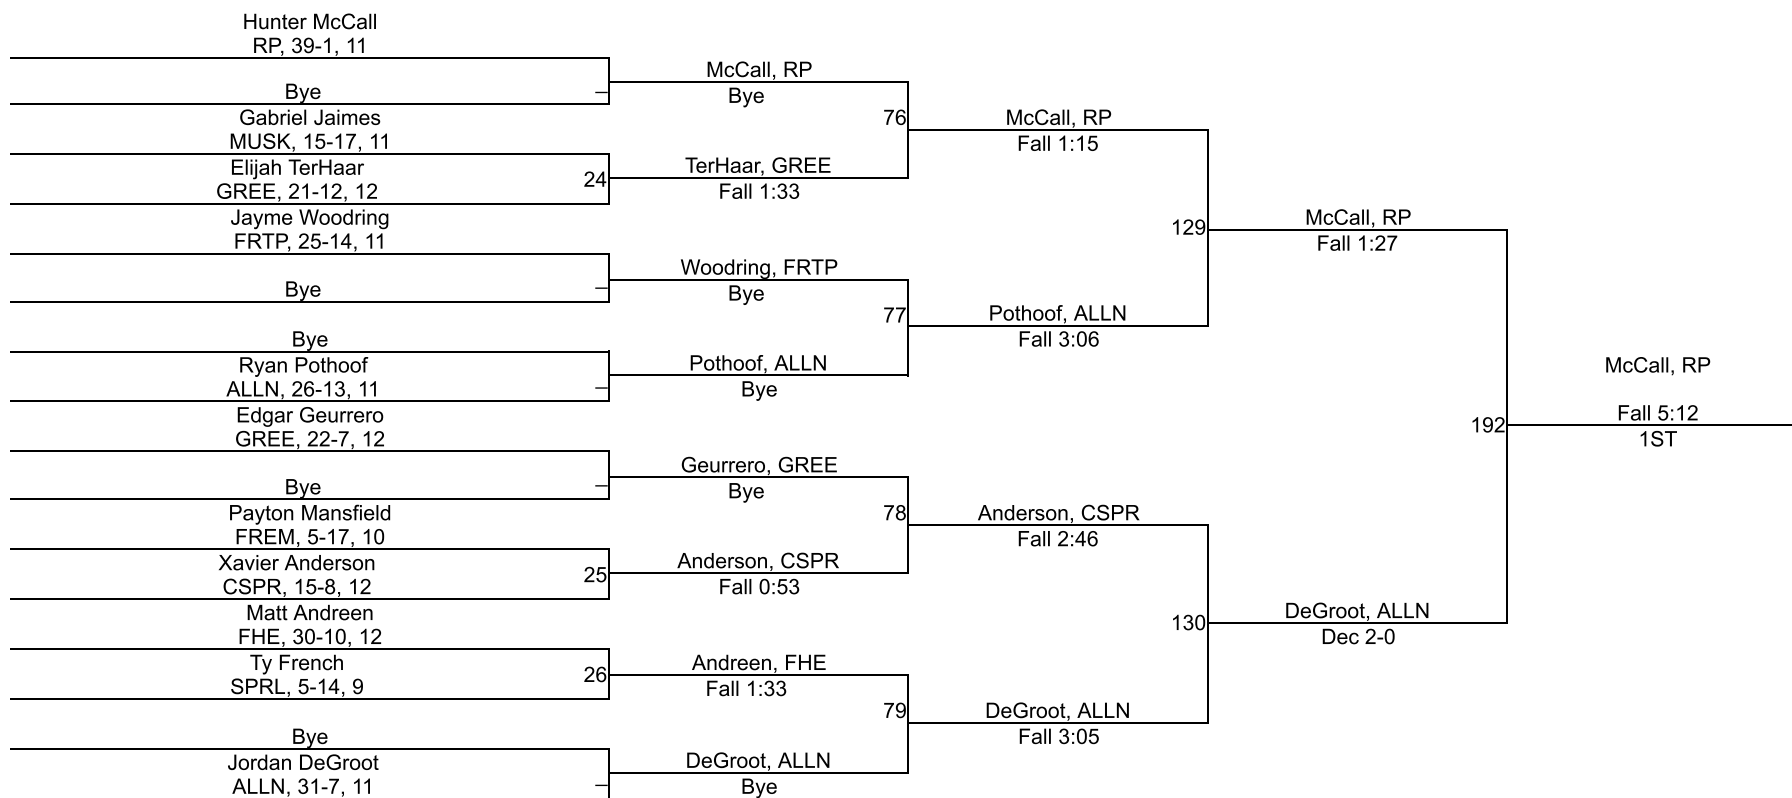 Hunter McCall
RP, 39-1, 11
Bye
Gabriel Jaimes
MUSK, 15-17, 11
Elijah TerHaar
GREE, 21-12, 12
24
Jayme Woodring
FRTP, 25-14, 11
Bye
Bye
Ryan Pothoof
ALLN, 26-13, 11
Edgar Geurrero
GREE, 22-7, 12
Bye
Payton Mansfield
FREM, 5-17, 10
Xavier Anderson
CSPR, 15-8, 12
25
Matt Andreen
FHE, 30-10, 12
Ty French
SPRL, 5-14, 9
26
Bye
Jordan DeGroot
ALLN, 31-7, 11
McCall, RP
Bye
76
TerHaar, GREE
Fall 1:33
Woodring, FRTP
Bye
77
Pothoof, ALLN
Bye
Geurrero, GREE
Bye
78
Anderson, CSPR
Fall 0:53
Andreen, FHE
Fall 1:33
79
DeGroot, ALLN
Bye
McCall, RP
Fall 1:15
129
Pothoof, ALLN
Fall 3:06
Anderson, CSPR
Fall 2:46
130
DeGroot, ALLN
Fall 3:05
McCall, RP
Fall 1:27
192
DeGroot, ALLN
Dec 2-0
McCall, RP
Fall 5:12
1ST